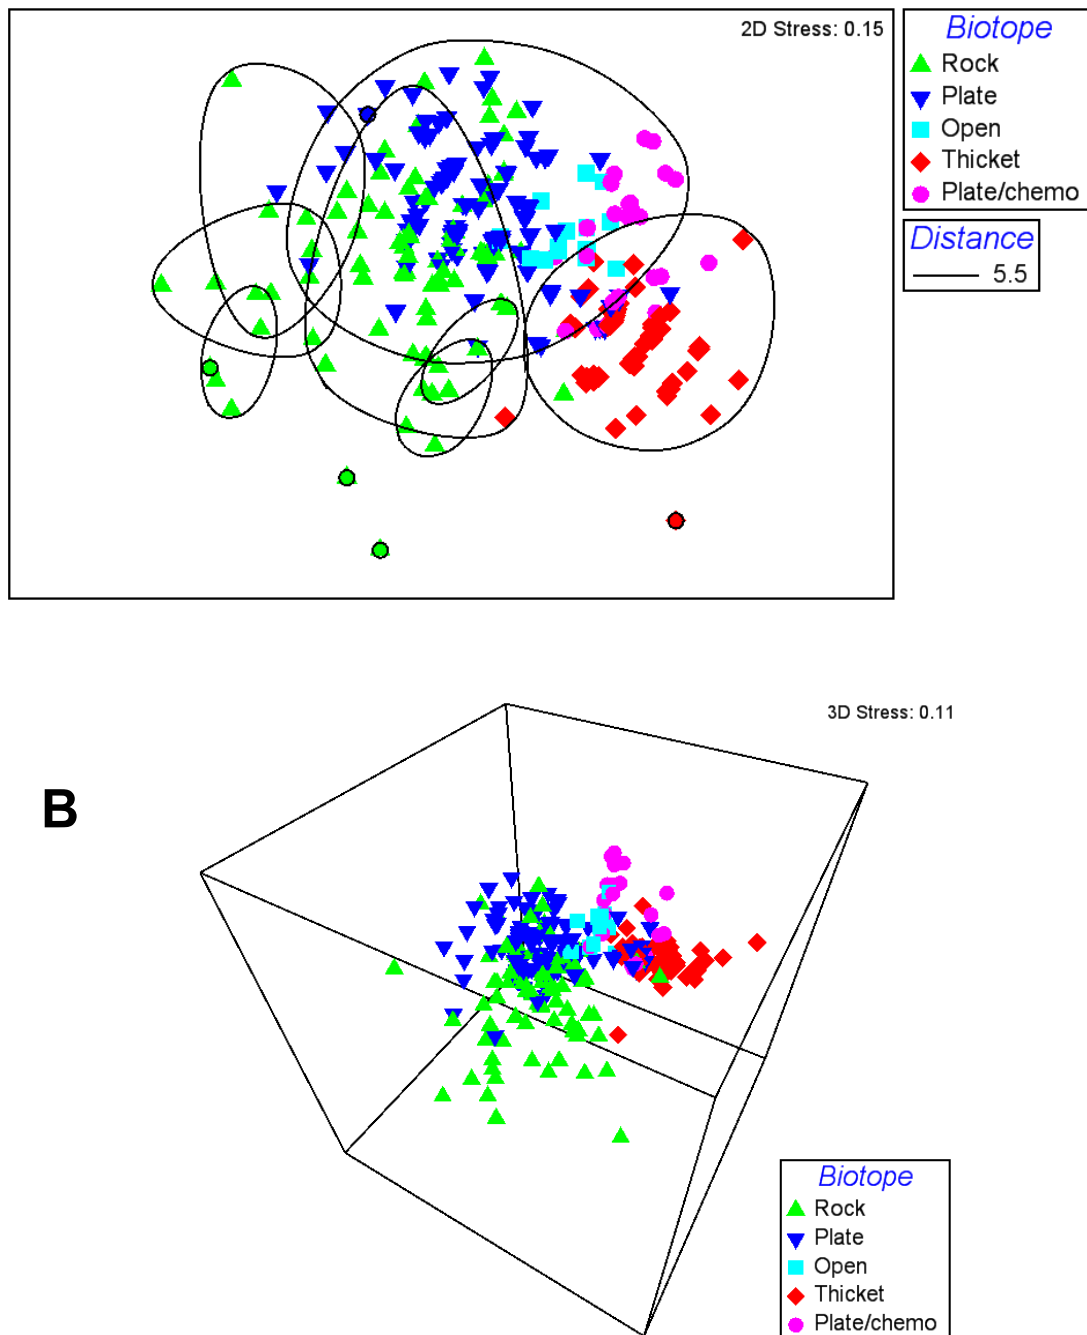 2D Stress: 0.15
Biotope
Rock
Plate
Open
Thicket
Plate/chemo
Distance
5.5
3D Stress: 0.11
B
Biotope
Rock
Plate
Open
Thicket
Plate/chemo